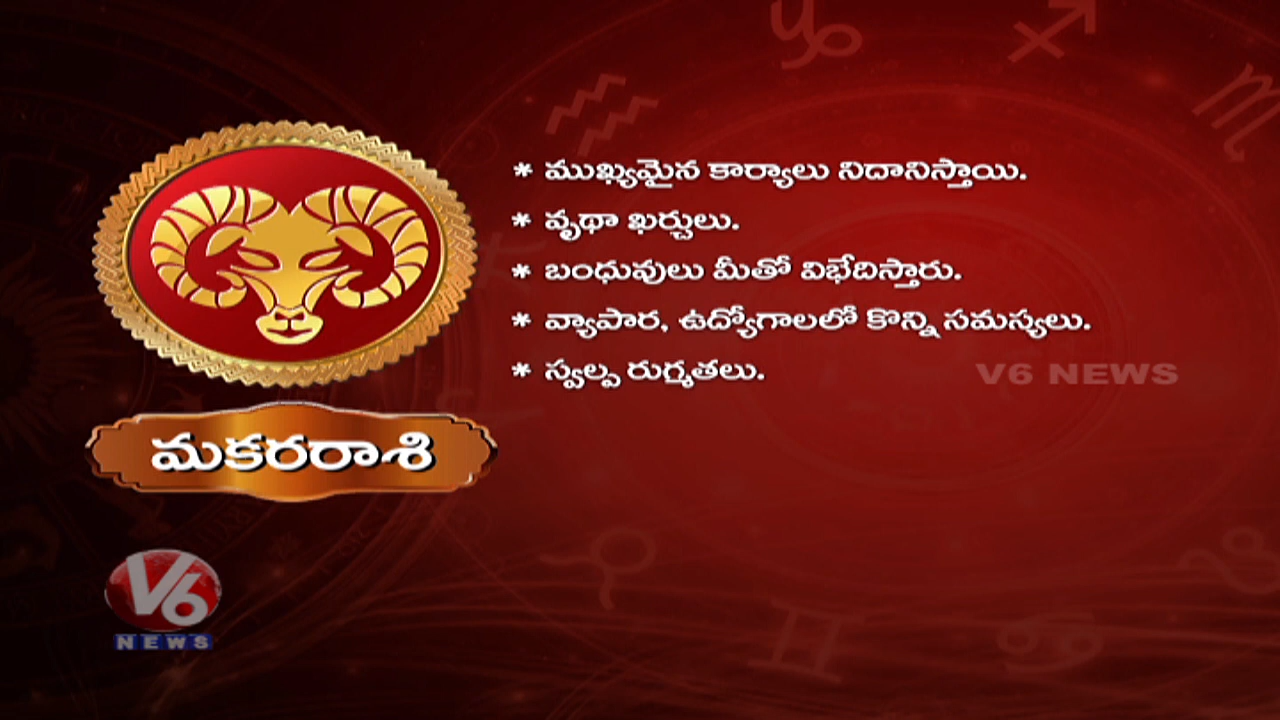 * ముఖ్యమైన కార్యాలు నిదానిస్తాయి.
* వృథా ఖర్చులు.
* బంధువులు మీతో విభేదిస్తారు.
* వ్యాపార, ఉద్యోగాలలో కొన్ని సమస్యలు.
* స్వల్ప రుగ్మతలు.
V6 NEWS
మకరరాశి
V6
NEWS